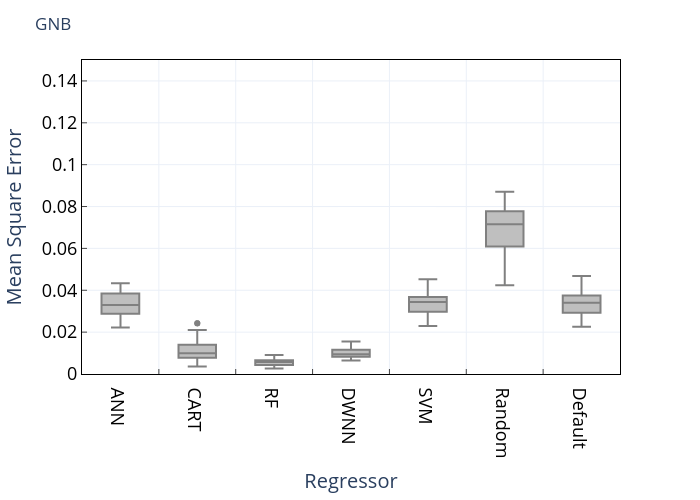 GNB
Mean Square Error
0.14
0.12
0.1
0.08
0.06
0.04
0.02
0
ANN
CART
RF
DWNN
SVM
Random
Default
Regressor